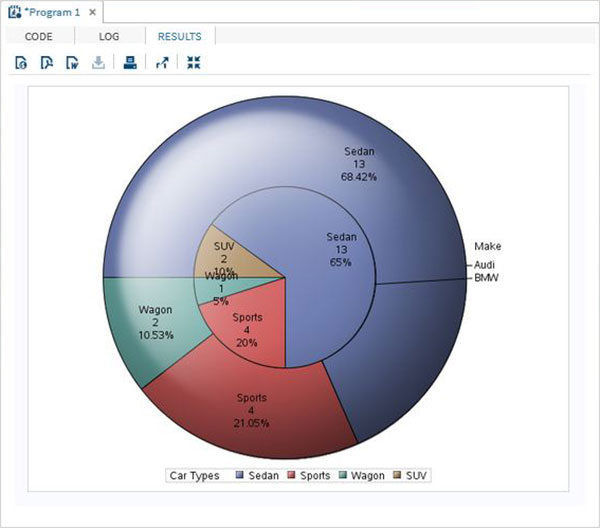 *Program 1 ×
CODE LOG RESULTS
Sedan
13
68.42%
Sedan
13
65%
SUV
2
10%
Wagon
1
5%
Sports
4
20%
Wagon
2
10.53%
Sports
4
21.05%
Make
Audi
BMW
Car Types Sedan Sports Wagon SUV